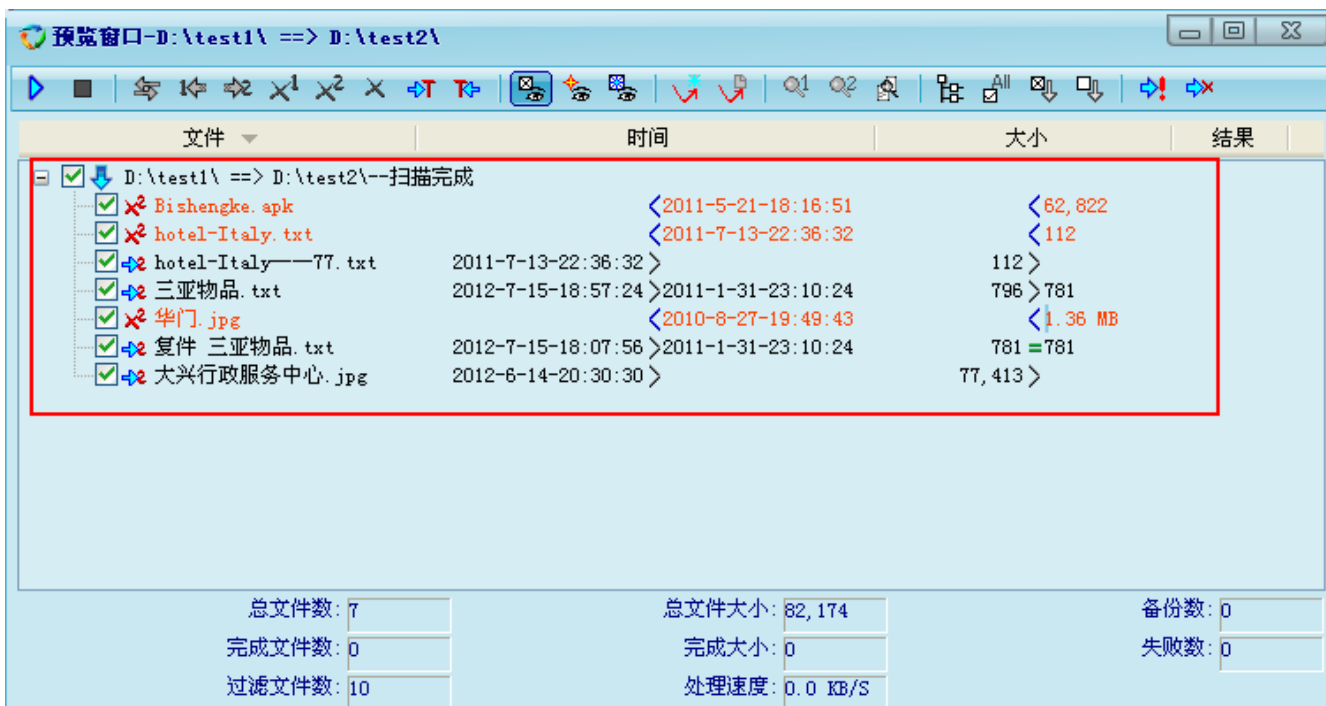 预览窗口-D:\test1\ ==> D:\test2\
文件 时间 大小 结果
D:\test1\ ==> D:\test2\--扫描完成
Bishengke.apk <2011-5-21-18:16:51 <62,822
hotel-Italy.txt <2011-7-13-22:36:32 <112
hotel-Italy——77.txt 2011-7-13-22:36:32> 112>
三亚物品.txt 2012-7-15-18:57:24>2011-1-31-23:10:24 796>781
华门.jpg <2010-8-27-19:49:43 <1.36 MB
复件 三亚物品.txt 2012-7-15-18:07:56>2011-1-31-23:10:24 781=781
大兴行政服务中心.jpg 2012-6-14-20:30:30> 77,413>
总文件数: 7 总文件大小: 82,174 备份数: 0
完成文件数: 0 完成大小: 0 失败数: 0
过滤文件数: 10 处理速度: 0.0 KB/S